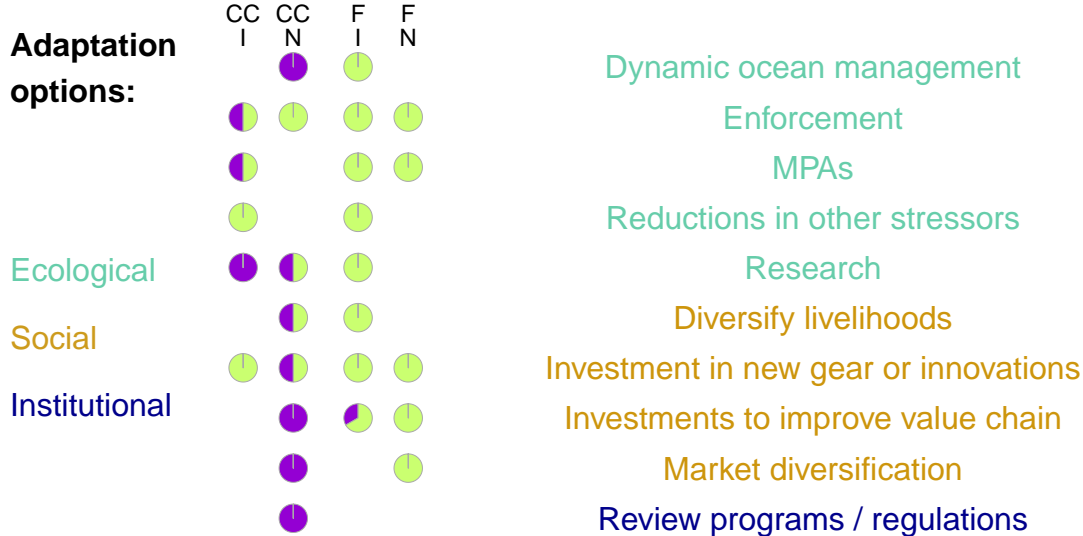 CC CC F F
I N I N
Adaptation
options:
Dynamic ocean management
Enforcement
MPAs
Reductions in other stressors
Ecological
Research
Diversify livelihoods
Social
Investment in new gear or innovations
Institutional
Investments to improve value chain
Market diversification
Review programs / regulations